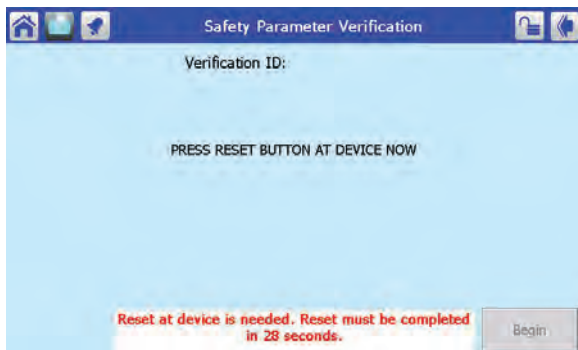 Safety Parameter Verification
Verification ID:
PRESS RESET BUTTON AT DEVICE NOW
Reset at device is needed. Reset must be completed
in 28 seconds.
Begin